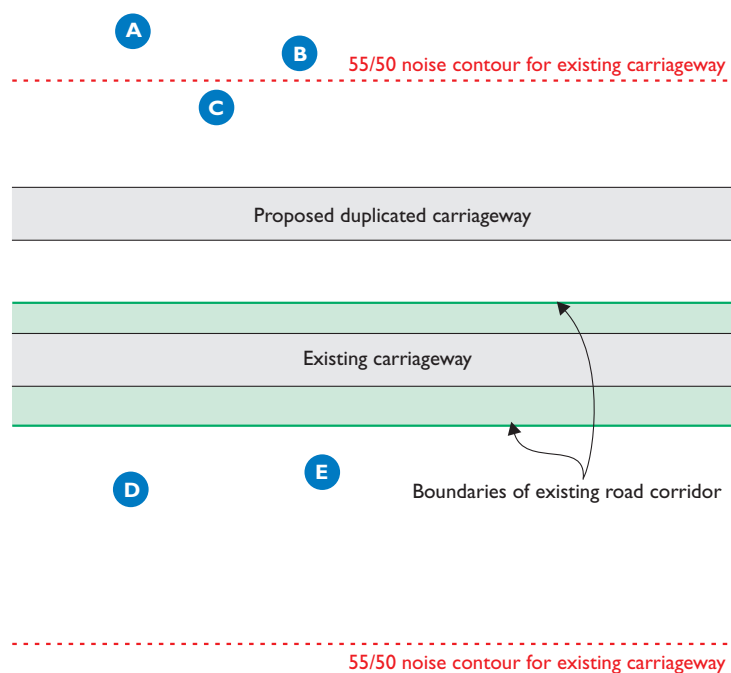 A
B
55/50 noise contour for existing carriageway
C
Proposed duplicated carriageway
Existing carriageway
E
D
Boundaries of existing road corridor
55/50 noise contour for existing carriageway